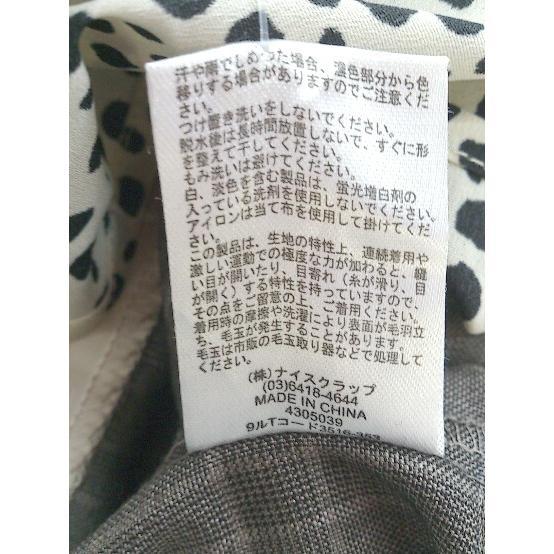 汗や雨でしめった場合、濃色部分から色
移りする場合がありますのでご注意くだ
さい。
つけ置き洗いをしないでください。
脱水後は長時間放置しないで、すぐに形
を整えて干してください。
もみ洗いは避けてください。
白、淡色を含む製品は、蛍光増白剤の
入っている洗剤を使用しないでください。
アイロンは当て布を使用して掛けてくだ
さい。
この製品は、生地の特性上、連続着用や
激しい運動での極度な力が加わると、縫
い目が開いたり、目寄れ（糸が滑り、目
が開く）する特性を持っていますので、
その点をご留意の上、ご着用ください。
着用時の摩擦や洗濯により表面が毛羽立
ち、毛玉が発生することがあります。
毛玉は市販の毛玉取り器などで処理して
ください。
(株)ナイスクラップ
(03)6418-4644
MADE IN CHINA
4305039